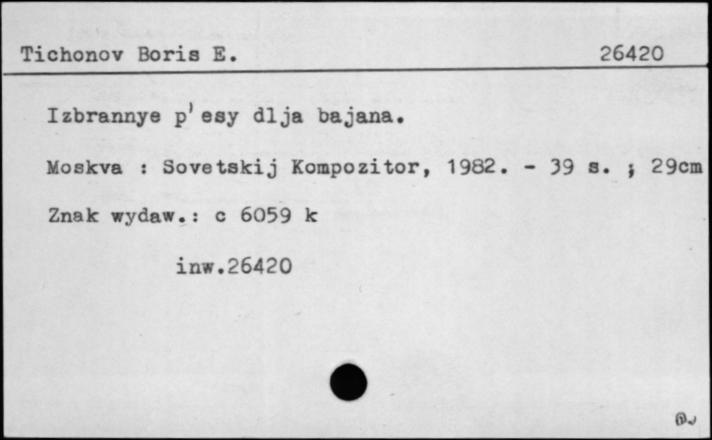 Tichonov Boris E. 26420
Izbrannye p'esy dlja bajana.
Moskva : Sovetskij Kompozitor, 1982. - 39 s. ; 29cm
Znak wydaw.: c 6059 k
inw.26420